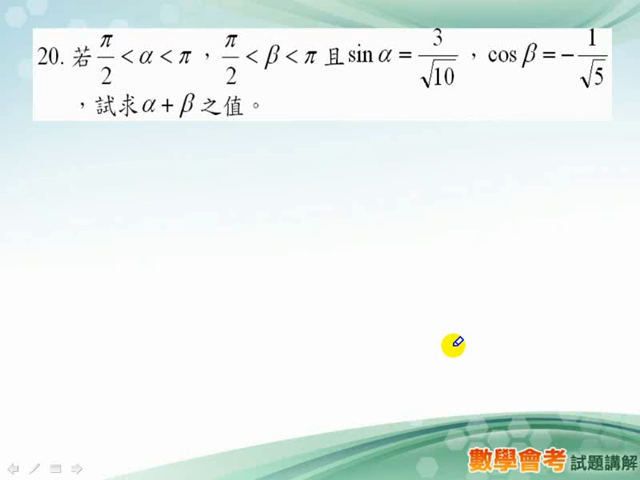 20. 若 π/2 < α < π ， π/2 < β < π 且 sin α = 3/√10 ， cos β = −1/√5
，試求 α + β 之值。
數學會考 試題講解